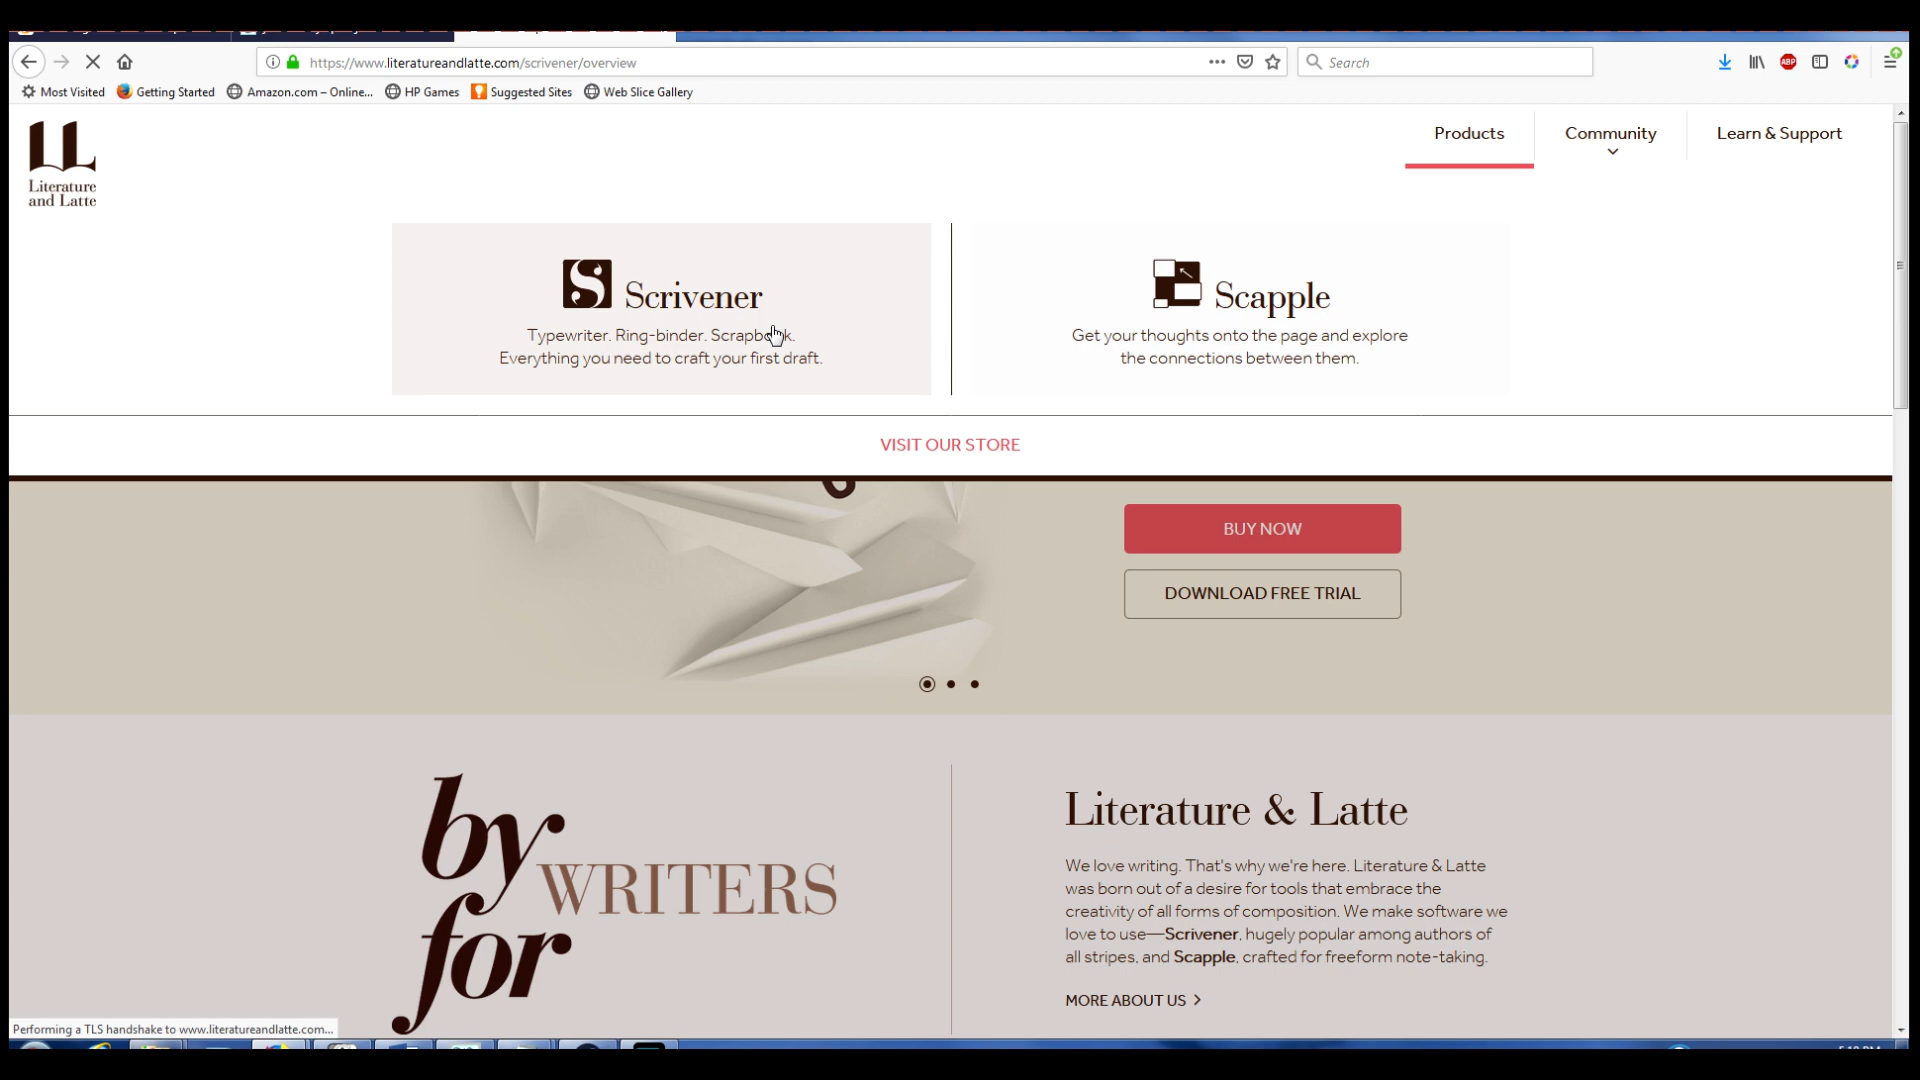 https://www.literatureandlatte.com/scrivener/overview
Search
ABP
Most Visited
Getting Started
Amazon.com – Online...
HP Games
Suggested Sites
Web Slice Gallery
LL
Literature
and Latte
Products
Community
Learn & Support
S Scrivener
Typewriter. Ring-binder. Scrapbook.
Everything you need to craft your first draft.
Scapple
Get your thoughts onto the page and explore
the connections between them.
VISIT OUR STORE
BUY NOW
DOWNLOAD FREE TRIAL
by
WRITERS
for
Literature & Latte
We love writing. That's why we're here. Literature & Latte
was born out of a desire for tools that embrace the
creativity of all forms of composition. We make software we
love to use—Scrivener, hugely popular among authors of
all stripes, and Scapple, crafted for freeform note-taking.
MORE ABOUT US
Performing a TLS handshake to www.literatureandlatte.com...